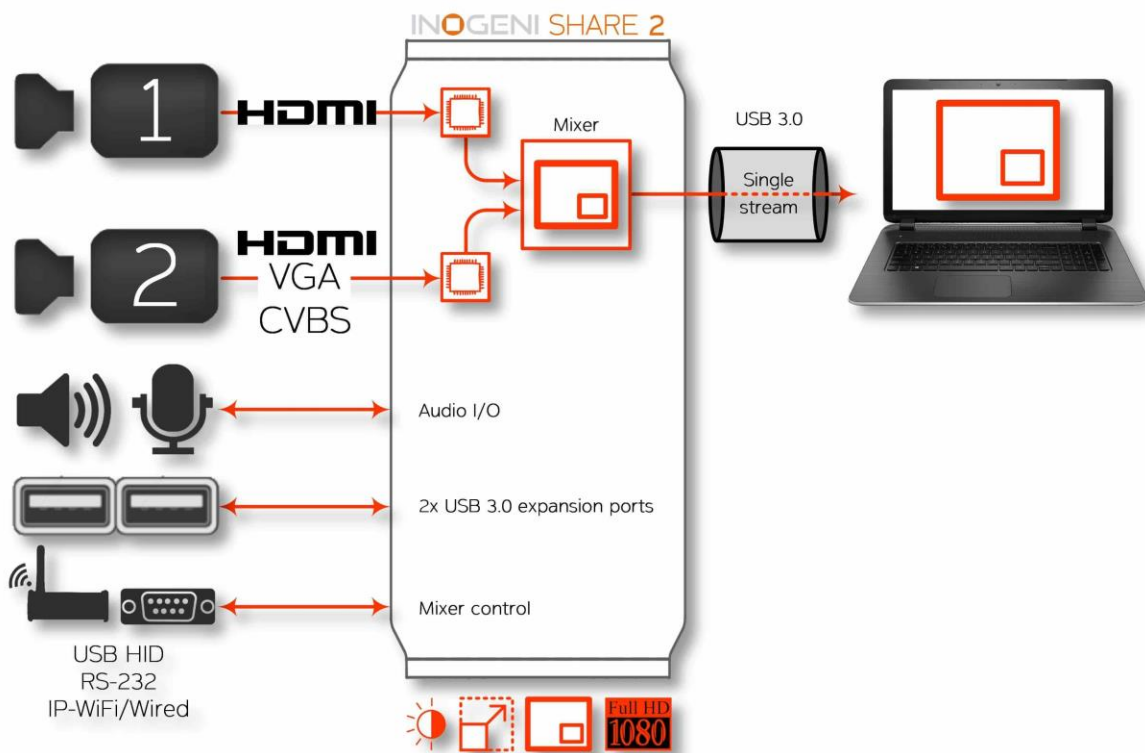 INOGENI SHARE 2
1
HDMI
Mixer
USB 3.0
Single
stream
2
HDMI
VGA
CVBS
Audio I/O
2x USB 3.0 expansion ports
Mixer control
USB HID
RS-232
IP-WiFi/Wired
Full HD
1080